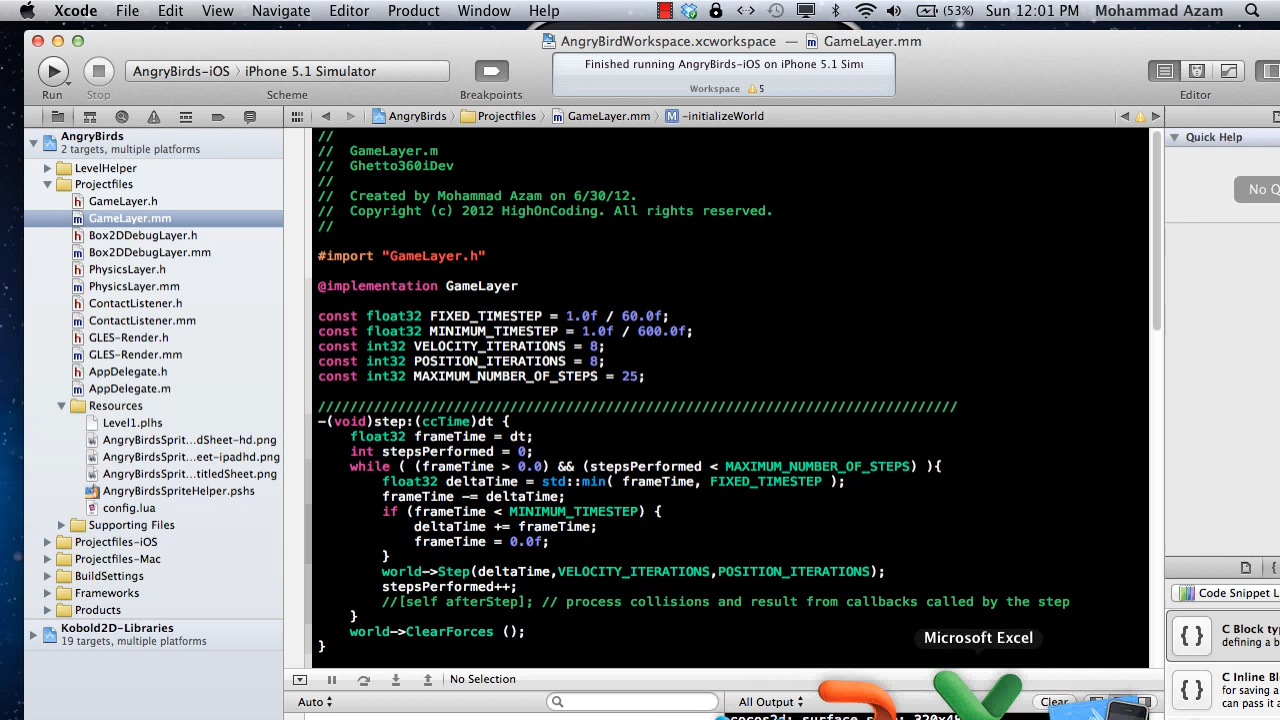 Xcode File Edit View Navigate Editor Product Window Help (53%) Sun 12:01 PM Mohammad Azam
AngryBirdWorkspace.xcworkspace — GameLayer.mm
AngryBirds-iOS › iPhone 5.1 Simulator
Finished running AngryBirds-iOS on iPhone 5.1 Simu
Workspace 5
Run Stop Scheme Breakpoints Editor
AngryBirds
2 targets, multiple platforms
LevelHelper
Projectfiles
GameLayer.h
GameLayer.mm
Box2DDebugLayer.h
Box2DDebugLayer.mm
PhysicsLayer.h
PhysicsLayer.mm
ContactListener.h
ContactListener.mm
GLES-Render.h
GLES-Render.mm
AppDelegate.h
AppDelegate.m
Resources
Level1.plhs
AngryBirdsSprit...dSheet-hd.png
AngryBirdsSprit...eet-ipadhd.png
AngryBirdsSprit...titledSheet.png
AngryBirdsSpriteHelper.pshs
config.lua
Supporting Files
Projectfiles-iOS
Projectfiles-Mac
BuildSettings
Frameworks
Products
Kobold2D-Libraries
19 targets, multiple platforms
AngryBirds Projectfiles GameLayer.mm -initializeWorld
//
// GameLayer.m
// Ghetto360iDev
//
// Created by Mohammad Azam on 6/30/12.
// Copyright (c) 2012 HighOnCoding. All rights reserved.
//
#import "GameLayer.h"
@implementation GameLayer
const float32 FIXED_TIMESTEP = 1.0f / 60.0f;
const float32 MINIMUM_TIMESTEP = 1.0f / 600.0f;
const int32 VELOCITY_ITERATIONS = 8;
const int32 POSITION_ITERATIONS = 8;
const int32 MAXIMUM_NUMBER_OF_STEPS = 25;
////////////////////////////////////////////////////////////////////////////////
-(void)step:(ccTime)dt {
float32 frameTime = dt;
int stepsPerformed = 0;
while ( (frameTime > 0.0) && (stepsPerformed < MAXIMUM_NUMBER_OF_STEPS) ){
float32 deltaTime = std::min( frameTime, FIXED_TIMESTEP );
frameTime -= deltaTime;
if (frameTime < MINIMUM_TIMESTEP) {
deltaTime += frameTime;
frameTime = 0.0f;
}
world->Step(deltaTime,VELOCITY_ITERATIONS,POSITION_ITERATIONS);
stepsPerformed++;
//[self afterStep]; // process collisions and result from callbacks called by the step
}
world->ClearForces ();
}
Microsoft Excel
No Selection
Auto All Output Clear
Quick Help
No
Code Snippet
C Block
defining a
C Inline
for saving
can pass it